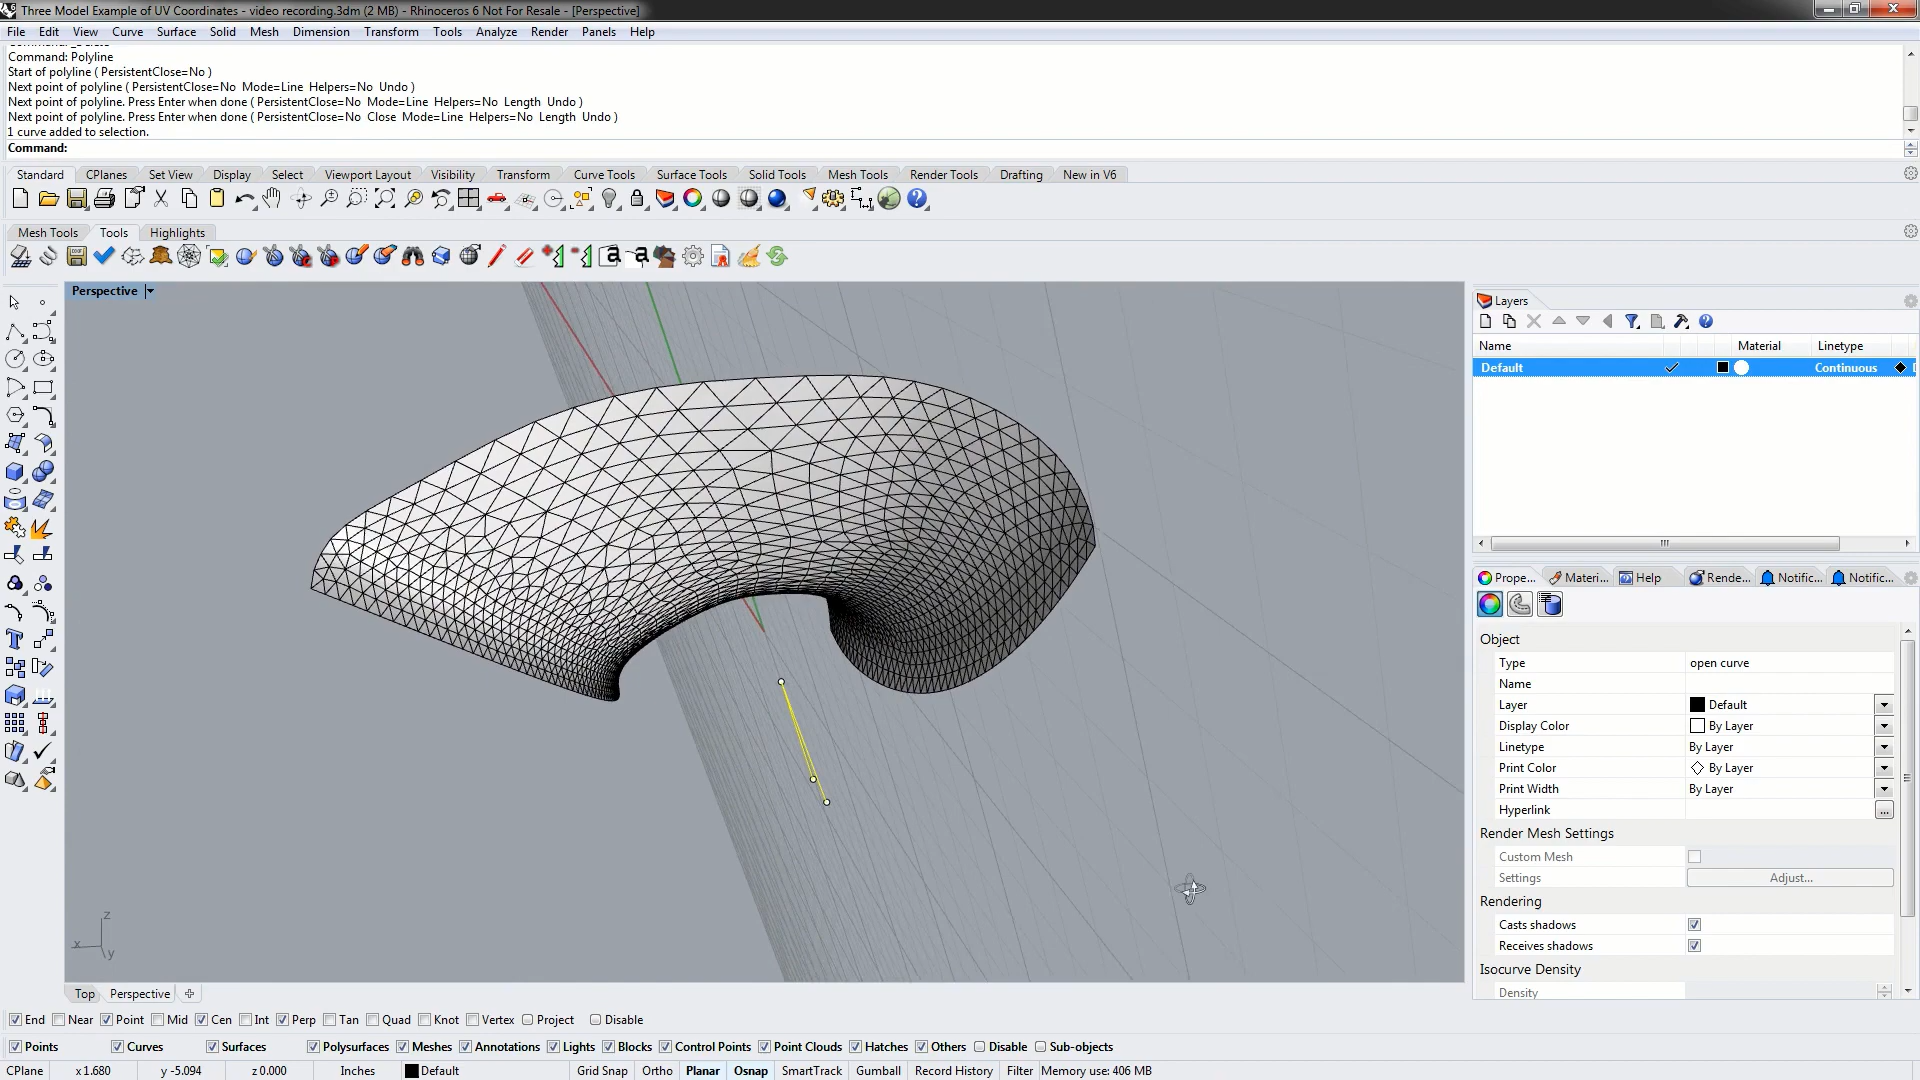 Three Model Example of UV Coordinates - video recording.3dm (2 MB) - Rhinoceros 6 Not For Resale - [Perspective]
File Edit View Curve Surface Solid Mesh Dimension Transform Tools Analyze Render Panels Help
Command: Polyline
Start of polyline ( PersistentClose=No )
Next point of polyline ( PersistentClose=No Mode=Line Helpers=No Undo )
Next point of polyline. Press Enter when done ( PersistentClose=No Mode=Line Helpers=No Length Undo )
Next point of polyline. Press Enter when done ( PersistentClose=No Close Mode=Line Helpers=No Length Undo )
1 curve added to selection.
Command:
Standard CPlanes Set View Display Select Viewport Layout Visibility Transform Curve Tools Surface Tools Solid Tools Mesh Tools Render Tools Drafting New in V6
Mesh Tools Tools Highlights
Perspective
Layers
Name Material Linetype
Default Continuous
Prope... Materi... Help Rende... Notific... Notific...
Object
Type open curve
Name
Layer Default
Display Color By Layer
Linetype By Layer
Print Color By Layer
Print Width By Layer
Hyperlink ...
Render Mesh Settings
Custom Mesh
Settings Adjust...
Rendering
Casts shadows
Receives shadows
Isocurve Density
Density
z
x
y
Top Perspective
End Near Point Mid Cen Int Perp Tan Quad Knot Vertex Project Disable
Points Curves Surfaces Polysurfaces Meshes Annotations Lights Blocks Control Points Point Clouds Hatches Others Disable Sub-objects
CPlane x 1.680 y -5.094 z 0.000 Inches Default Grid Snap Ortho Planar Osnap SmartTrack Gumball Record History Filter Memory use: 406 MB